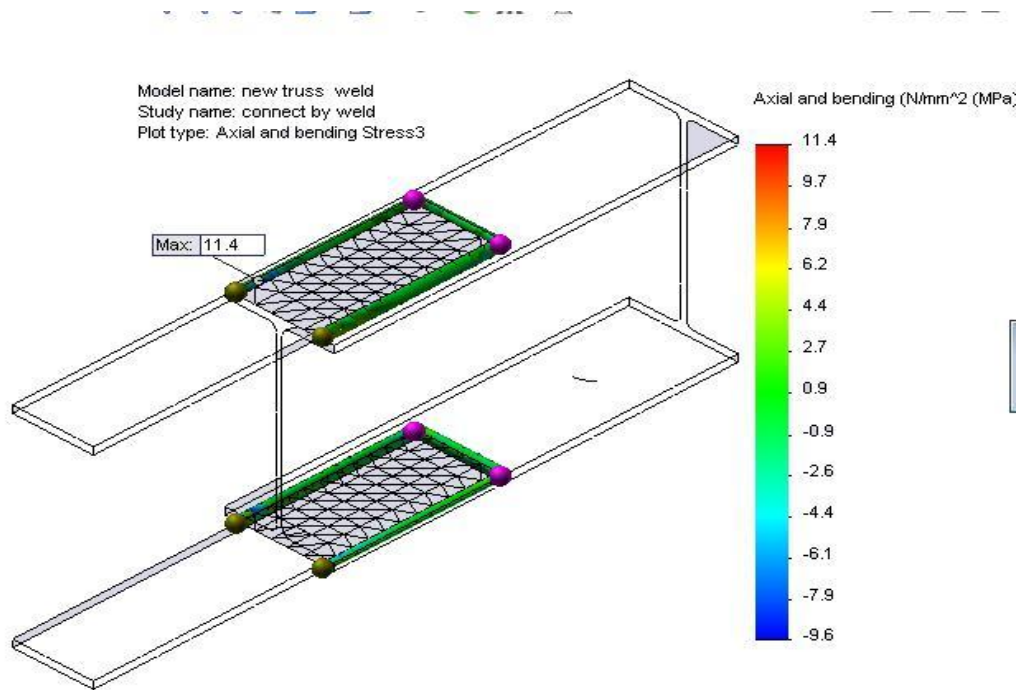 Model name: new truss weld
Study name: connect by weld
Plot type: Axial and bending Stress3
Axial and bending (N/mm^2 (MPa)
Max: 11.4
11.4
9.7
7.9
6.2
4.4
2.7
0.9
-0.9
-2.6
-4.4
-6.1
-7.9
-9.6